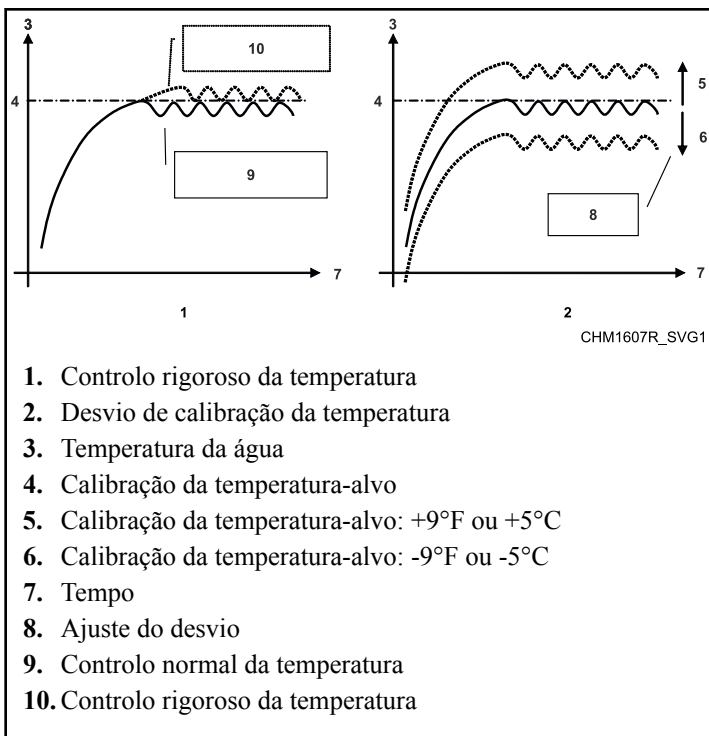 3
10
4
9
7
1
3
5
4
6
8
7
2
CHM1607R_SVG1
1. Controlo rigoroso da temperatura
2. Desvio de calibração da temperatura
3. Temperatura da água
4. Calibração da temperatura-alvo
5. Calibração da temperatura-alvo: +9°F ou +5°C
6. Calibração da temperatura-alvo: -9°F ou -5°C
7. Tempo
8. Ajuste do desvio
9. Controlo normal da temperatura
10. Controlo rigoroso da temperatura